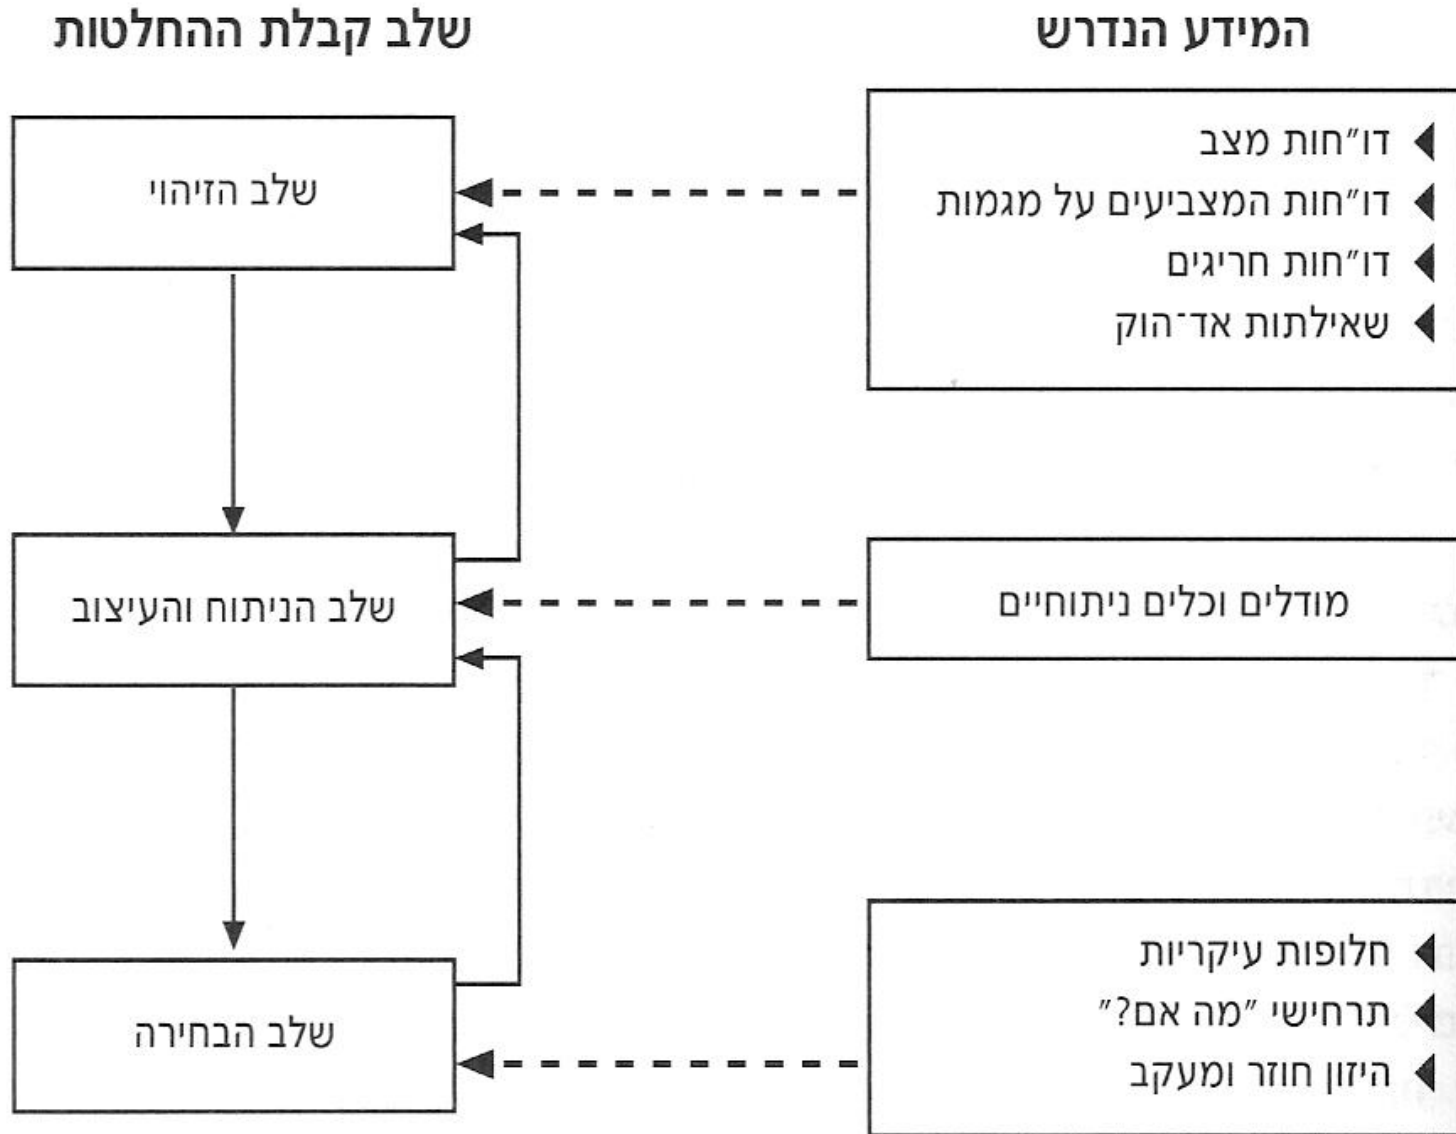 המידע הנדרש
דו"חות מצב
דו"חות המצביעים על מגמות
דו"חות חריגים
שאילתות אד־הוק
מודלים וכלים ניתוחיים
חלופות עיקריות
תרחישי "מה אם?"
היזון חוזר ומעקב
שלב קבלת ההחלטות
שלב הזיהוי
שלב הניתוח והעיצוב
שלב הבחירה